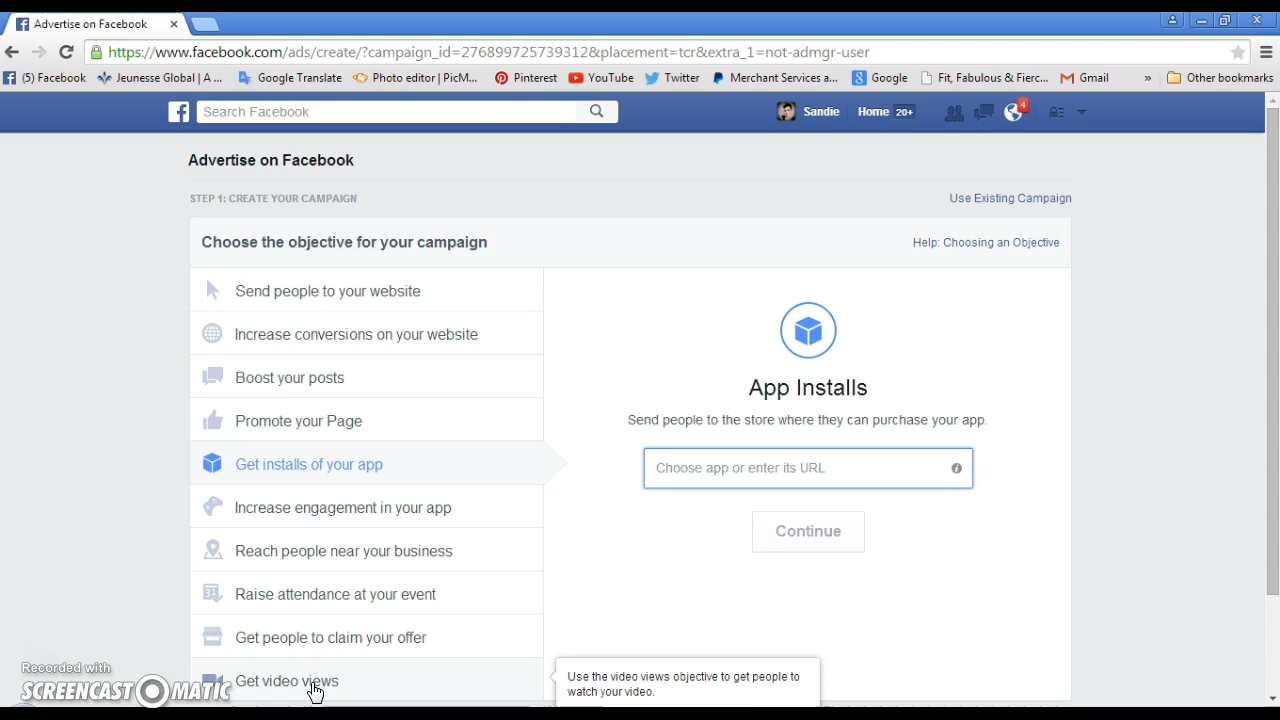 Advertise on Facebook
https://www.facebook.com/ads/create/?campaign_id=276899725739312&placement=tcr&extra_1=not-admgr-user
(5) Facebook Jeunesse Global | A ... Google Translate Photo editor | PicM... Pinterest YouTube Twitter Merchant Services a... Google Fit, Fabulous & Fierc... Gmail » Other bookmarks
Search Facebook Sandie Home 20+ 4
Advertise on Facebook
STEP 1: CREATE YOUR CAMPAIGN Use Existing Campaign
Choose the objective for your campaign Help: Choosing an Objective
Send people to your website
Increase conversions on your website
Boost your posts
Promote your Page
Get installs of your app
Increase engagement in your app
Reach people near your business
31 Raise attendance at your event
Get people to claim your offer
Get video views
App Installs
Send people to the store where they can purchase your app.
Choose app or enter its URL
Continue
Use the video views objective to get people to
watch your video.
Recorded with
SCREENCAST MATIC